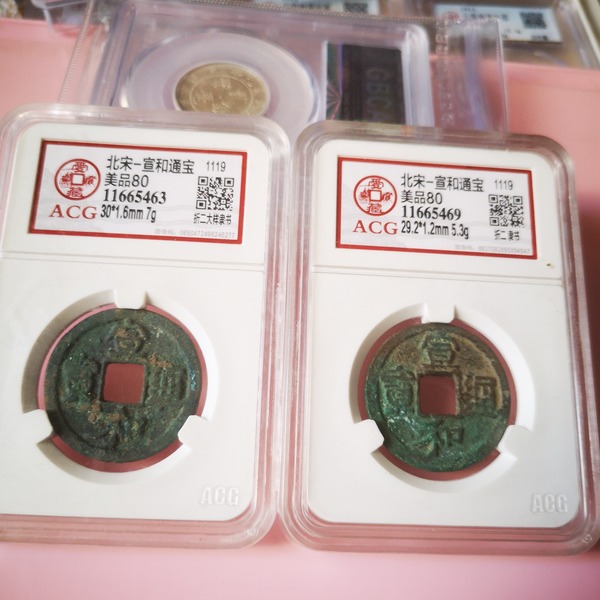 北宋-宣和通宝 1119
美品80
11665463
ACG 30*1.6mm 7g 折二大样隶书
宣和通
ACG
北宋-宣和通宝 1119
美品80
11665469
ACG 29.2*1.2mm 5.3g 折二隶书
宣和通寶
ACG
GBCA